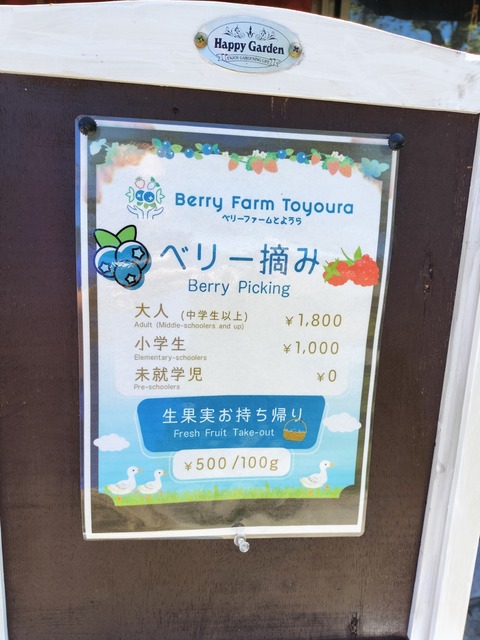 Happy Garden
ENJOY GARDENING LIFE
Berry Farm Toyoura
ベリーファームとようら
ベリー摘み
Berry Picking
大人 (中学生以上) ¥1,800
Adult (Middle-schoolers and up)
小学生 ¥1,000
Elementary-schoolers
未就学児 ¥0
Pre-schoolers
生果実お持ち帰り
Fresh Fruit Take-out
¥500/100g